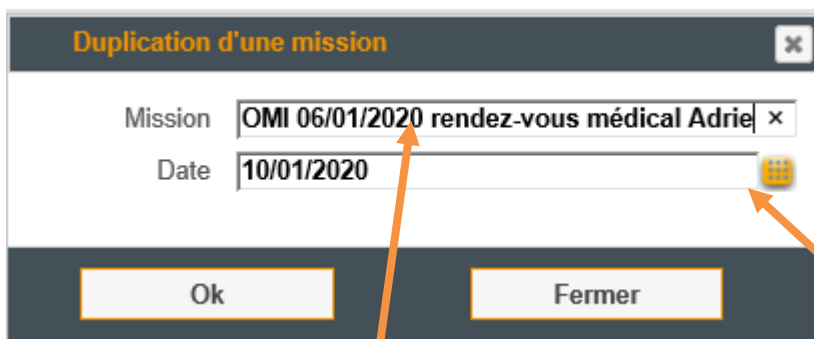 Duplication d'une mission
Mission OMI 06/01/2020 rendez-vous médical Adrie
Date 10/01/2020
Ok Fermer